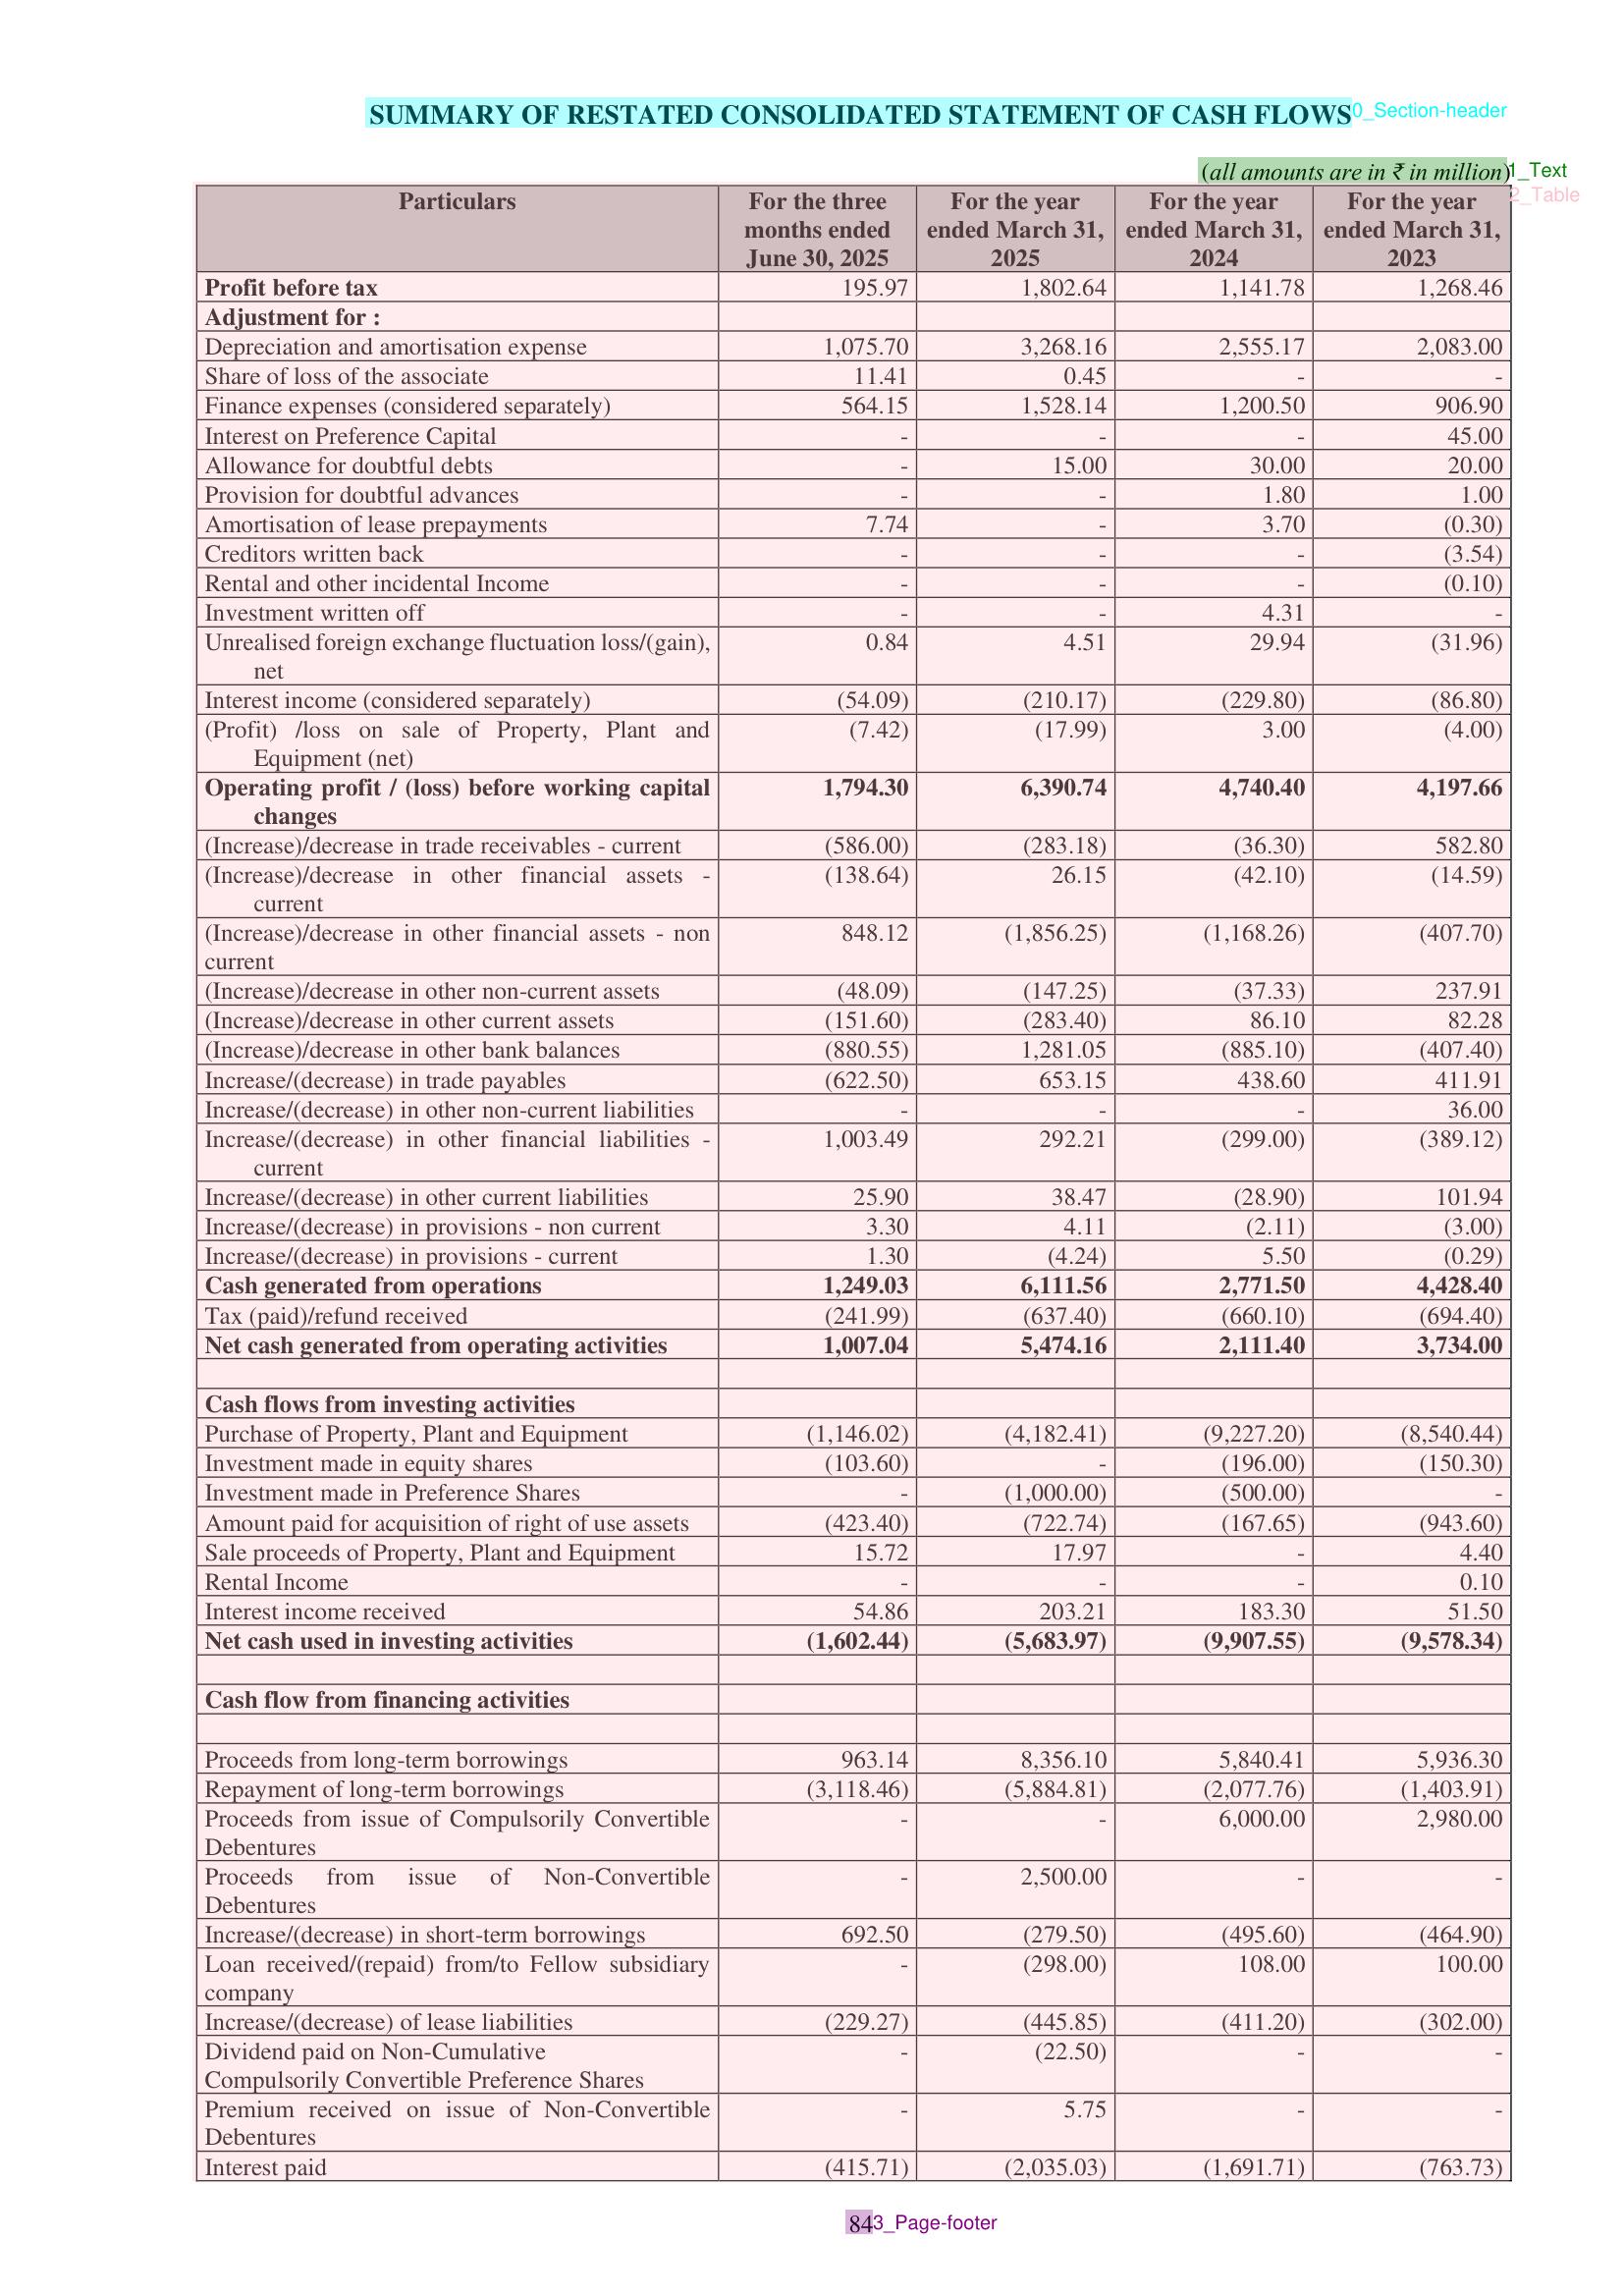 SUMMARY OF RESTATED CONSOLIDATED STATEMENT OF CASH FLOWS 0_Section-header
(all amounts are in ₹ in million) 1_Text
2_Table
Particulars For the three months ended June 30, 2025 For the year ended March 31, 2025 For the year ended March 31, 2024 For the year ended March 31, 2023
Profit before tax 195.97 1,802.64 1,141.78 1,268.46
Adjustment for :
Depreciation and amortisation expense 1,075.70 3,268.16 2,555.17 2,083.00
Share of loss of the associate 11.41 0.45 - -
Finance expenses (considered separately) 564.15 1,528.14 1,200.50 906.90
Interest on Preference Capital - - - 45.00
Allowance for doubtful debts - 15.00 30.00 20.00
Provision for doubtful advances - - 1.80 1.00
Amortisation of lease prepayments 7.74 - 3.70 (0.30)
Creditors written back - - - (3.54)
Rental and other incidental Income - - - (0.10)
Investment written off - - 4.31 -
Unrealised foreign exchange fluctuation loss/(gain), 0.84 4.51 29.94 (31.96)
net
Interest income (considered separately) (54.09) (210.17) (229.80) (86.80)
(Profit) /loss on sale of Property, Plant and (7.42) (17.99) 3.00 (4.00)
Equipment (net)
Operating profit / (loss) before working capital 1,794.30 6,390.74 4,740.40 4,197.66
changes
(Increase)/decrease in trade receivables - current (586.00) (283.18) (36.30) 582.80
(Increase)/decrease in other financial assets - (138.64) 26.15 (42.10) (14.59)
current
(Increase)/decrease in other financial assets - non 848.12 (1,856.25) (1,168.26) (407.70)
current
(Increase)/decrease in other non-current assets (48.09) (147.25) (37.33) 237.91
(Increase)/decrease in other current assets (151.60) (283.40) 86.10 82.28
(Increase)/decrease in other bank balances (880.55) 1,281.05 (885.10) (407.40)
Increase/(decrease) in trade payables (622.50) 653.15 438.60 411.91
Increase/(decrease) in other non-current liabilities - - - 36.00
Increase/(decrease) in other financial liabilities - 1,003.49 292.21 (299.00) (389.12)
current
Increase/(decrease) in other current liabilities 25.90 38.47 (28.90) 101.94
Increase/(decrease) in provisions - non current 3.30 4.11 (2.11) (3.00)
Increase/(decrease) in provisions - current 1.30 (4.24) 5.50 (0.29)
Cash generated from operations 1,249.03 6,111.56 2,771.50 4,428.40
Tax (paid)/refund received (241.99) (637.40) (660.10) (694.40)
Net cash generated from operating activities 1,007.04 5,474.16 2,111.40 3,734.00
Cash flows from investing activities
Purchase of Property, Plant and Equipment (1,146.02) (4,182.41) (9,227.20) (8,540.44)
Investment made in equity shares (103.60) - (196.00) (150.30)
Investment made in Preference Shares - (1,000.00) (500.00) -
Amount paid for acquisition of right of use assets (423.40) (722.74) (167.65) (943.60)
Sale proceeds of Property, Plant and Equipment 15.72 17.97 - 4.40
Rental Income - - - 0.10
Interest income received 54.86 203.21 183.30 51.50
Net cash used in investing activities (1,602.44) (5,683.97) (9,907.55) (9,578.34)
Cash flow from financing activities
Proceeds from long-term borrowings 963.14 8,356.10 5,840.41 5,936.30
Repayment of long-term borrowings (3,118.46) (5,884.81) (2,077.76) (1,403.91)
Proceeds from issue of Compulsorily Convertible - - 6,000.00 2,980.00
Debentures
Proceeds from issue of Non-Convertible - 2,500.00 - -
Debentures
Increase/(decrease) in short-term borrowings 692.50 (279.50) (495.60) (464.90)
Loan received/(repaid) from/to Fellow subsidiary - (298.00) 108.00 100.00
company
Increase/(decrease) of lease liabilities (229.27) (445.85) (411.20) (302.00)
Dividend paid on Non-Cumulative - (22.50) - -
Compulsorily Convertible Preference Shares
Premium received on issue of Non-Convertible - 5.75 - -
Debentures
Interest paid (415.71) (2,035.03) (1,691.71) (763.73)
84 3_Page-footer